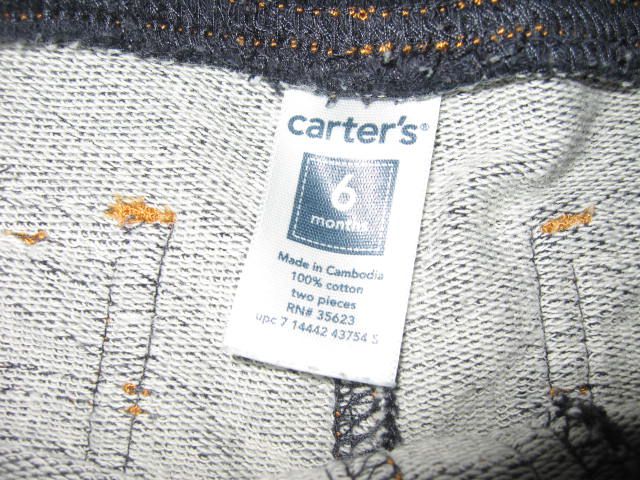 carter's®
6
months
Made in Cambodia
100% cotton
two pieces
RN# 35623
upc 7 14442 43754 5